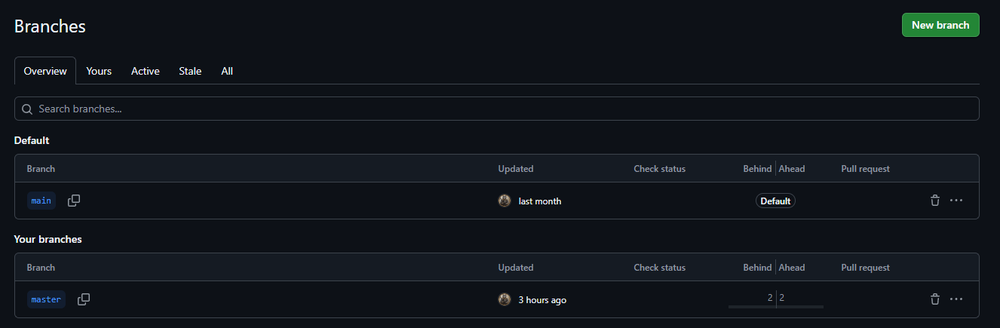 Branches
New branch
Overview Yours Active Stale All
Search branches...
Default
Branch Updated Check status Behind Ahead Pull request
main last month Default
Your branches
Branch Updated Check status Behind Ahead Pull request
master 3 hours ago 2 2